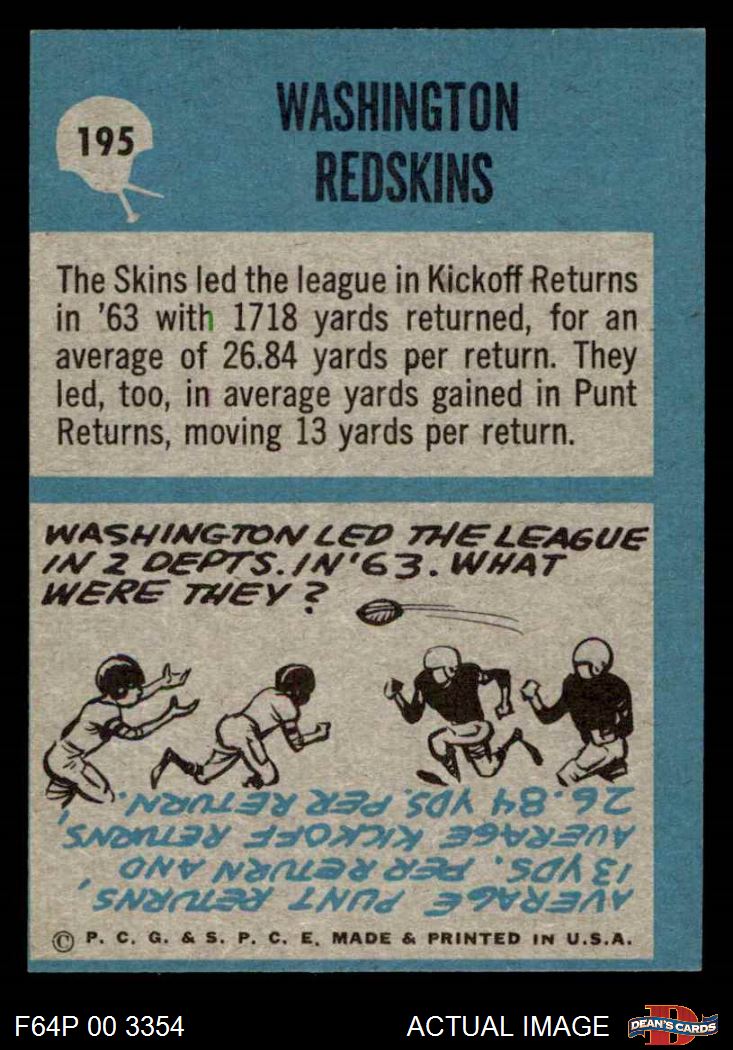 195
WASHINGTON
REDSKINS
The Skins led the league in Kickoff Returns
in '63 with 1718 yards returned, for an
average of 26.84 yards per return. They
led, too, in average yards gained in Punt
Returns, moving 13 yards per return.
WASHINGTON LED THE LEAGUE
IN 2 DEPTS. IN '63. WHAT
WERE THEY?
AVERAGE PUNT RETURNS,
13 YDS. PER RETURN AND
AVERAGE KICKOFF RETURNS,
26.84 YDS. PER RETURN.
© P. C. G. & S. P. C. E. MADE & PRINTED IN U.S.A.
F64P 00 3354
ACTUAL IMAGE
D
DEAN'S CARDS